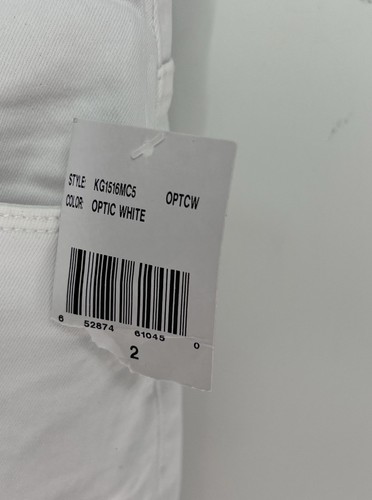 STYLE: KG1516MC5 OPTCW
COLOR: OPTIC WHITE
6 52874 61045 0
2